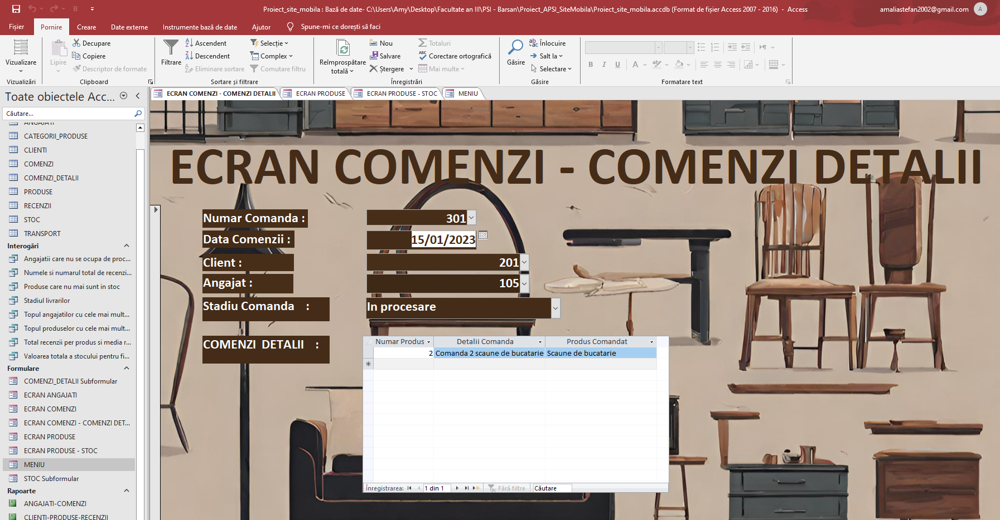 Proiect_site_mobila : Bază de date- C:\Users\Amy\Desktop\Facultate an III\PSI - Barsan\Proiect_APSI_SiteMobila\Proiect_site_mobila.accdb (Format de fișier Access 2007 - 2016) - Access
amaliastefan2002@gmail.com A
Fișier Pornire Creare Date externe Instrumente bază de date Ajutor Spune-mi ce dorești să faci
Vizualizare
Vizualizări
Lipire
Decupare
Copiere
Descriptor de formate
Clipboard
Filtrare
Ascendent
Descendent
Eliminare sortare
Selecție
Complex
Comutare filtru
Sortare și filtrare
Reîmprospătare
totală
Nou
Salvare
Ștergere
Totaluri
Corectare ortografică
Mai multe
Înregistrări
Găsire
Înlocuire
Salt la
Selectare
Găsire
B I U A
Formatare text
Toate obiectele Acc...
Căutare...
ANGAJATI
CATEGORII_PRODUSE
CLIENTI
COMENZI
COMENZI_DETALII
PRODUSE
RECENZII
STOC
TRANSPORT
Interogări
Angajatii care nu se ocupa de proc...
Numele si numarul total de recenzi...
Produse care nu mai sunt in stoc
Stadiul livrarilor
Topul angajatilor cu cele mai mult...
Topul produselor cu cele mai mult...
Total recenzii per produs si media r...
Valoarea totala a stocului pentru fi...
Formulare
COMENZI_DETALII Subformular
ECRAN ANGAJATI
ECRAN COMENZI
ECRAN COMENZI - COMENZI DET...
ECRAN PRODUSE
ECRAN PRODUSE - STOC
MENIU
STOC Subformular
Rapoarte
ANGAJATI-COMENZI
CLIENTI-PRODUSE-RECENZII
ECRAN COMENZI - COMENZI DETALII ECRAN PRODUSE ECRAN PRODUSE - STOC MENIU
ECRAN COMENZI - COMENZI DETALII
Numar Comanda : 301
Data Comenzii : 15/01/2023
Client : 201
Angajat : 105
Stadiu Comanda : In procesare
COMENZI DETALII :
Numar Produs Detalii Comanda Produs Comandat
2 Comanda 2 scaune de bucatarie Scaune de bucatarie
Înregistrarea: 1 din 1 Fără filtre Căutare